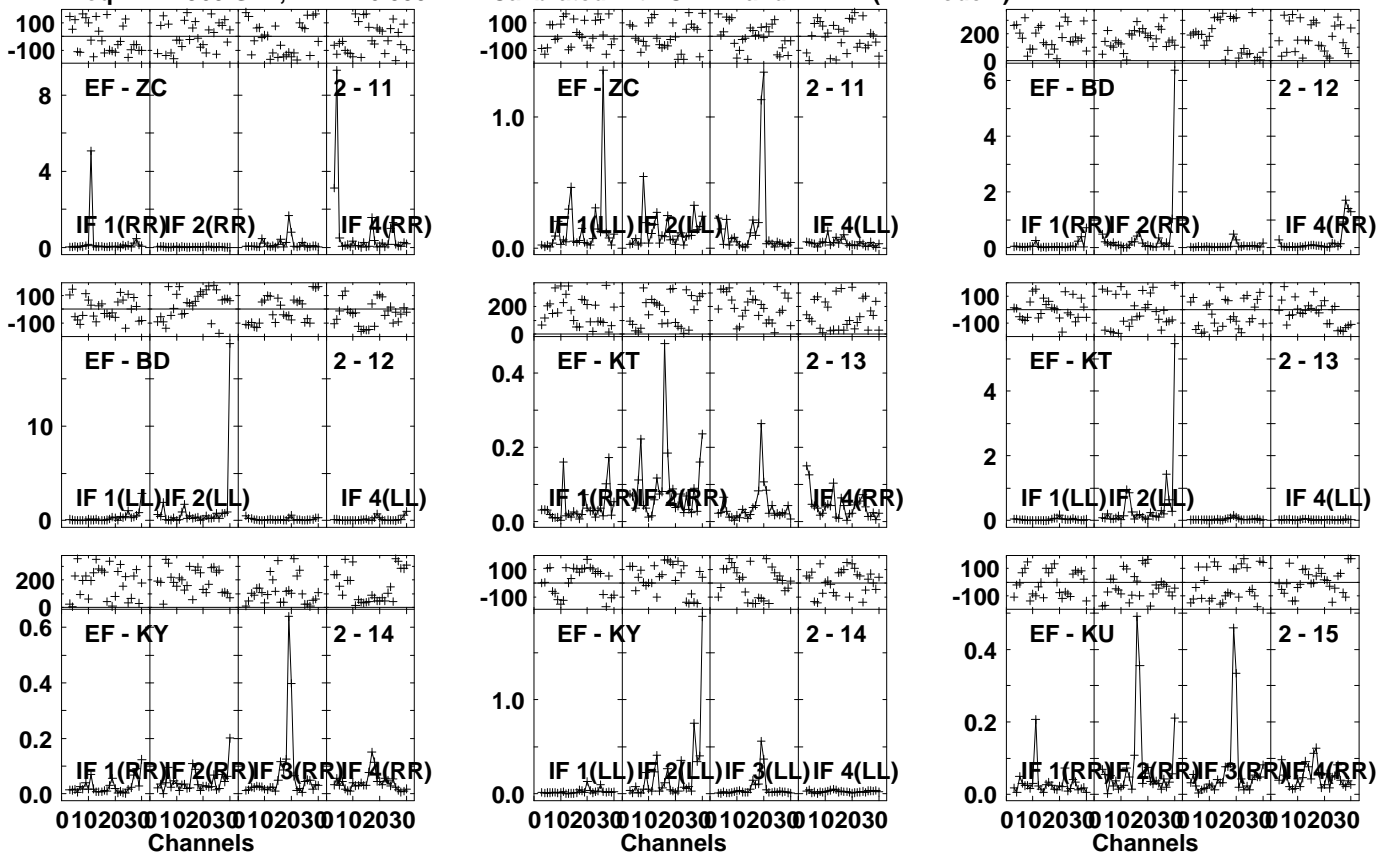 100
-100
EF - ZC 2 - 11
8
4
0
IF 1(RR) IF 2(RR) IF 4(RR)
EF - ZC 2 - 11
1.0
0.0
IF 1(LL) IF 2(LL) IF 4(LL)
200
0
EF - BD 2 - 12
6
4
2
0
IF 1(RR) IF 2(RR) IF 4(RR)
100
-100
EF - BD 2 - 12
10
0
IF 1(LL) IF 2(LL) IF 4(LL)
200
0
EF - KT 2 - 13
0.4
0.2
0.0
IF 1(RR) IF 2(RR) IF 4(RR)
100
-100
EF - KT 2 - 13
4
2
0
IF 1(LL) IF 2(LL) IF 4(LL)
200
0
EF - KY 2 - 14
0.6
0.4
0.2
0.0
IF 1(RR) IF 2(RR) IF 3(RR) IF 4(RR)
0102030 0102030
Channels
100
-100
EF - KY 2 - 14
1.0
0.0
IF 1(LL) IF 2(LL) IF 3(LL) IF 4(LL)
0102030 0102030
100
-100
EF - KU 2 - 15
0.4
0.2
0.0
IF 1(RR) IF 2(RR) IF 3(RR) IF 4(RR)
0102030 0102030
Channels